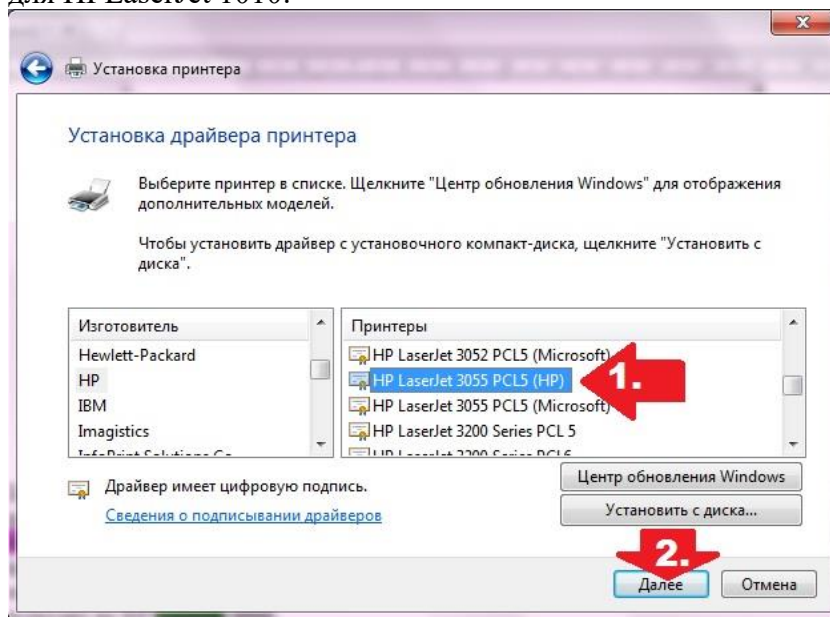 для HPLaserJet 1010.
Установка принтера
Установка драйвера принтера
Выберите принтер в списке. Щелкните "Центр обновления Windows" для отображения
дополнительных моделей.
Чтобы установить драйвер с установочного компакт-диска, щелкните "Установить с
диска".
Изготовитель
Hewlett-Packard
HP
IBM
Imagistics
Принтеры
HP LaserJet 3052 PCL5 (Microsoft)
HP LaserJet 3055 PCL5 (HP)
HP LaserJet 3055 PCL5 (Microsoft)
HP LaserJet 3200 Series PCL 5
1.
Драйвер имеет цифровую подпись.
Сведения о подписывании драйверов
Центр обновления Windows
Установить с диска...
2.
Далее
Отмена